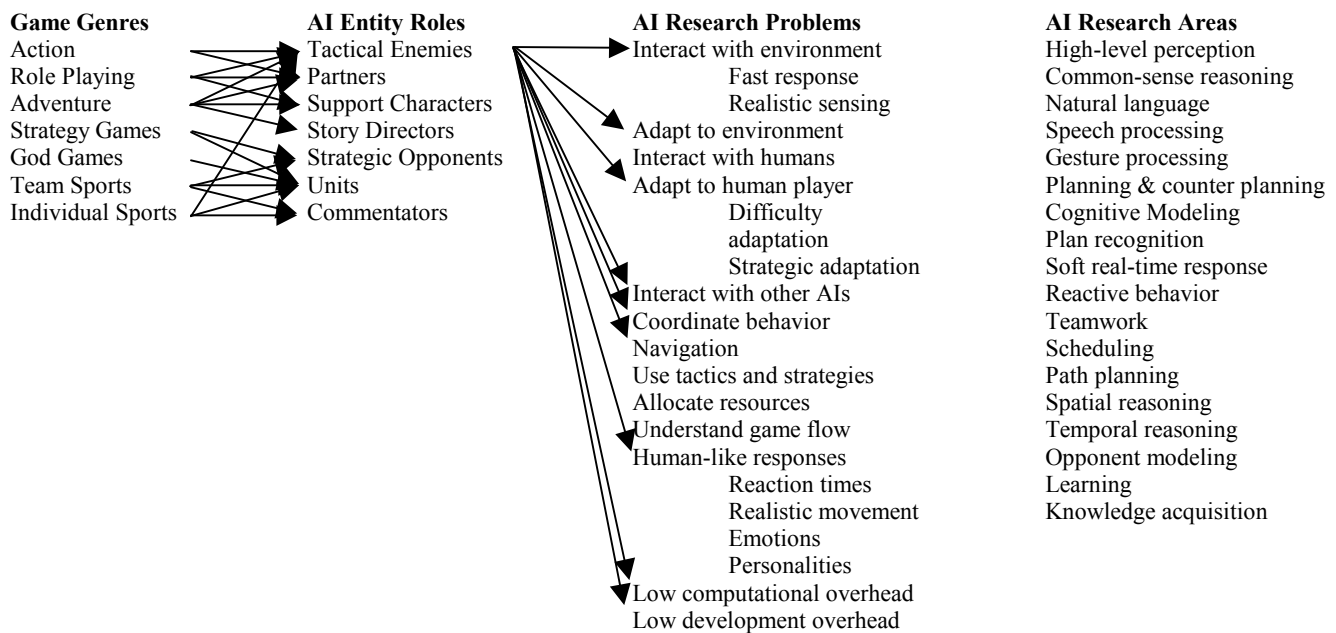 Game Genres
Action
Role Playing
Adventure
Strategy Games
God Games
Team Sports
Individual Sports
AI Entity Roles
Tactical Enemies
Partners
Support Characters
Story Directors
Strategic Opponents
Units
Commentators
AI Research Problems
Interact with environment
Fast response
Realistic sensing
Adapt to environment
Interact with humans
Adapt to human player
Difficulty
adaptation
Strategic adaptation
Interact with other AIs
Coordinate behavior
Navigation
Use tactics and strategies
Allocate resources
Understand game flow
Human-like responses
Reaction times
Realistic movement
Emotions
Personalities
Low computational overhead
Low development overhead
AI Research Areas
High-level perception
Common-sense reasoning
Natural language
Speech processing
Gesture processing
Planning & counter planning
Cognitive Modeling
Plan recognition
Soft real-time response
Reactive behavior
Teamwork
Scheduling
Path planning
Spatial reasoning
Temporal reasoning
Opponent modeling
Learning
Knowledge acquisition